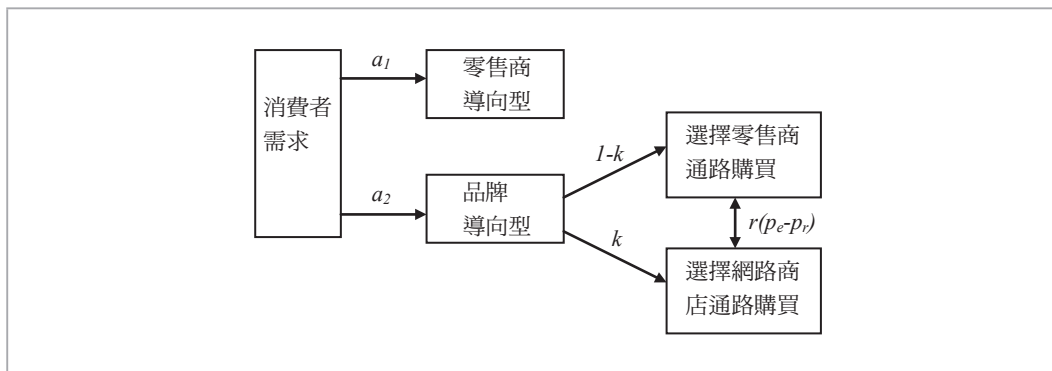 消費者
需求
a1
零售商
導向型
a2
品牌
導向型
1-k
k
選擇零售商
通路購買
r(pe-pr)
選擇網路商
店通路購買